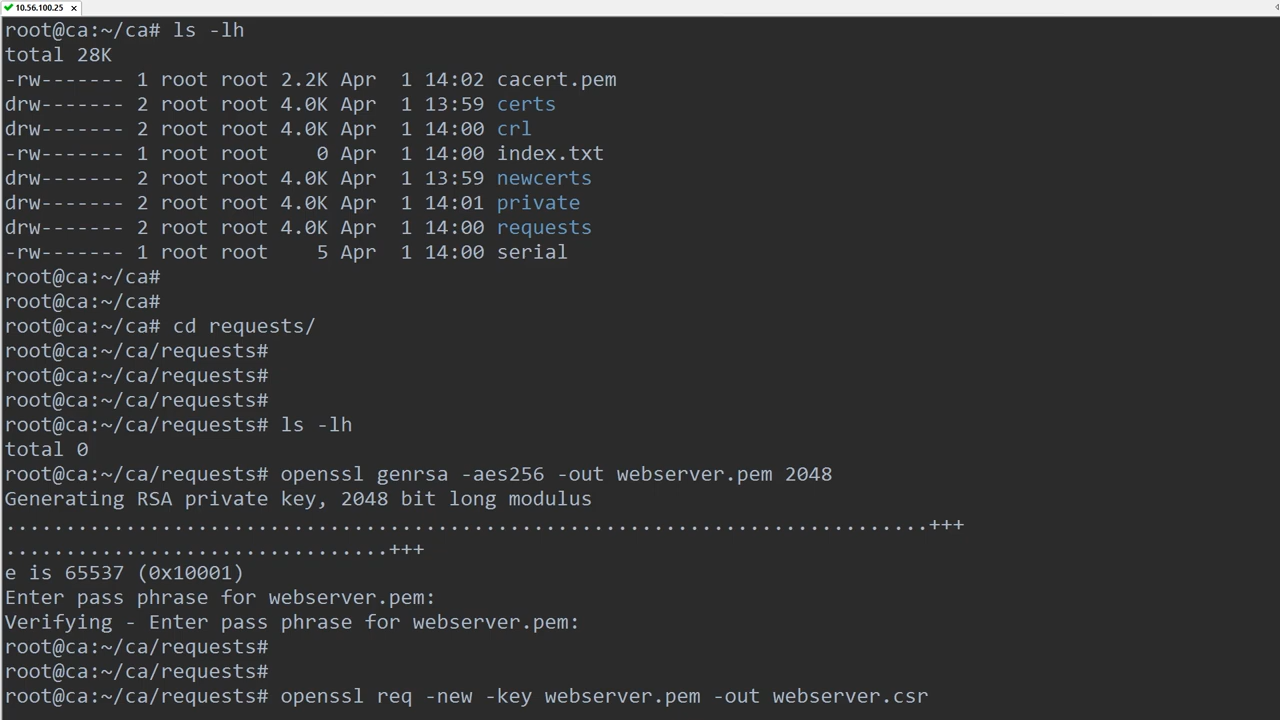 10.56.100.25 ×
root@ca:~/ca# ls -lh
total 28K
-rw------- 1 root root 2.2K Apr  1 14:02 cacert.pem
drw------- 2 root root 4.0K Apr  1 13:59 certs
drw------- 2 root root 4.0K Apr  1 14:00 crl
-rw------- 1 root root    0 Apr  1 14:00 index.txt
drw------- 2 root root 4.0K Apr  1 13:59 newcerts
drw------- 2 root root 4.0K Apr  1 14:01 private
drw------- 2 root root 4.0K Apr  1 14:00 requests
-rw------- 1 root root    5 Apr  1 14:00 serial
root@ca:~/ca#
root@ca:~/ca#
root@ca:~/ca# cd requests/
root@ca:~/ca/requests#
root@ca:~/ca/requests#
root@ca:~/ca/requests#
root@ca:~/ca/requests# ls -lh
total 0
root@ca:~/ca/requests# openssl genrsa -aes256 -out webserver.pem 2048
Generating RSA private key, 2048 bit long modulus
.............................................................................+++
................................+++
e is 65537 (0x10001)
Enter pass phrase for webserver.pem:
Verifying - Enter pass phrase for webserver.pem:
root@ca:~/ca/requests#
root@ca:~/ca/requests#
root@ca:~/ca/requests# openssl req -new -key webserver.pem -out webserver.csr